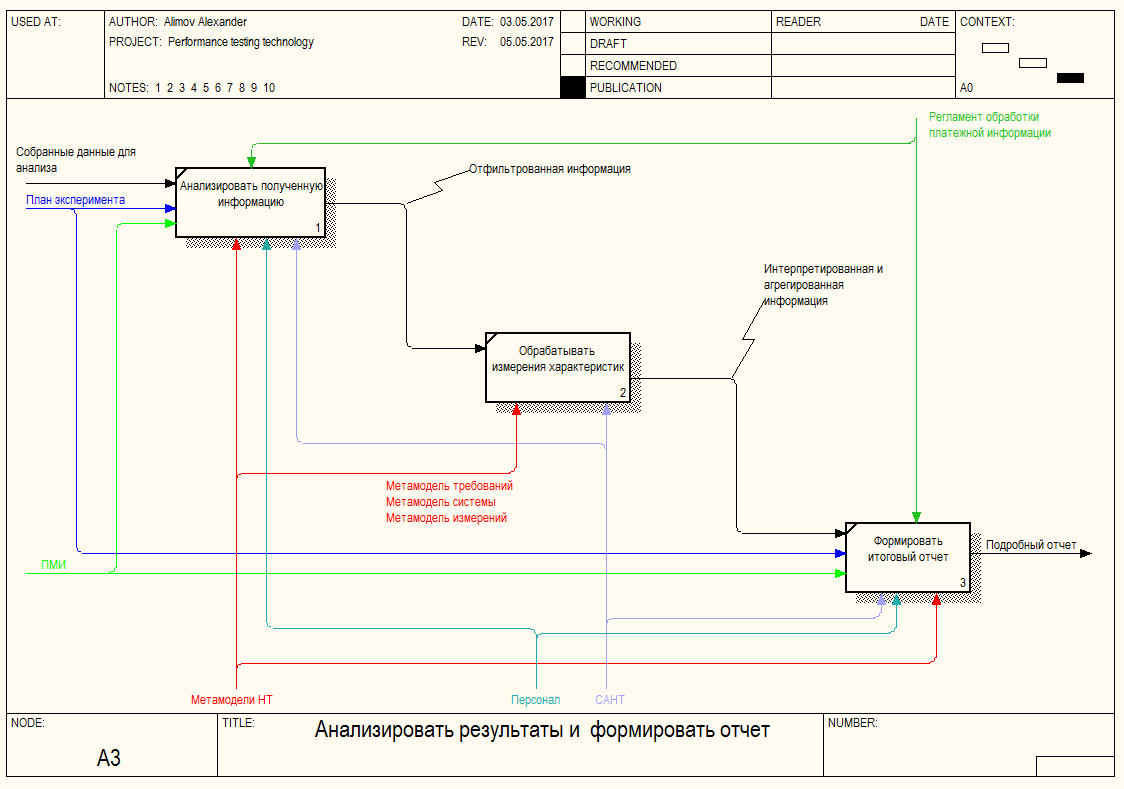 USED AT:
AUTHOR: Alimov Alexander
DATE: 03.05.2017
PROJECT: Performance testing technology
REV: 05.05.2017
NOTES: 1 2 3 4 5 6 7 8 9 10
WORKING
DRAFT
RECOMMENDED
PUBLICATION
READER
DATE
CONTEXT:
A0
Регламент обработки
платежной информации
Собранные данные для
анализа
План эксперимента
Анализировать полученную
информацию
1
Отфильтрованная информация
Интерпретированная и
агрегированная
информация
Обрабатывать
измерения характеристик
2
Метамодель требований
Метамодель системы
Метамодель измерений
ПМИ
Формировать
итоговый отчет
3
Подробный отчет
Метамодели НТ
Персонал
САНТ
NODE:
A3
TITLE:
Анализировать результаты и формировать отчет
NUMBER: